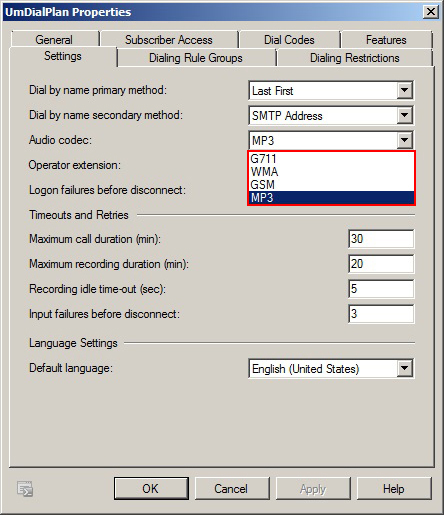 UmDialPlan Properties
General Subscriber Access Dial Codes Features
Settings Dialing Rule Groups Dialing Restrictions
Dial by name primary method: Last First
Dial by name secondary method: SMTP Address
Audio codec: MP3
G711
Operator extension:
WMA
GSM
Logon failures before disconnect:
MP3
Timeouts and Retries
Maximum call duration (min): 30
Maximum recording duration (min): 20
Recording idle time-out (sec): 5
Input failures before disconnect: 3
Language Settings
Default language: English (United States)
OK Cancel Apply Help